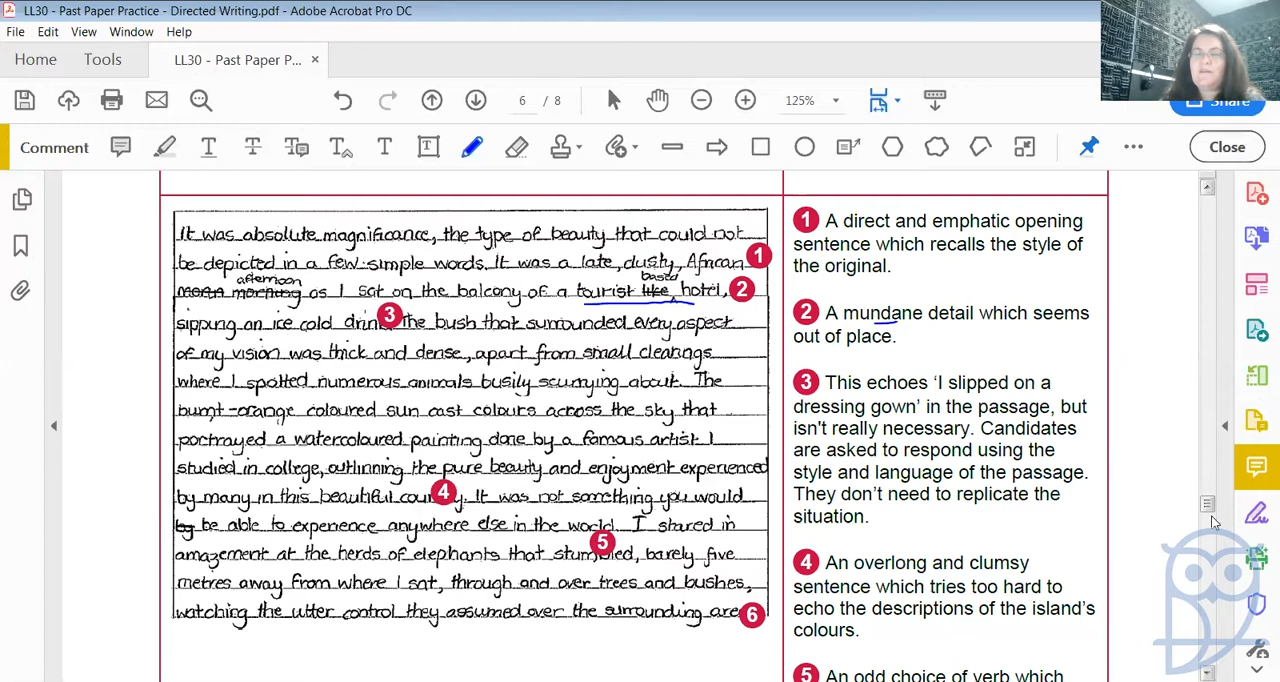 LL30 - Past Paper Practice - Directed Writing.pdf - Adobe Acrobat Pro DC
File Edit View Window Help
Home Tools LL30 - Past Paper P... ×
6 / 8 125%
Share
Comment Close
It was absolute magnificance, the type of beauty that could not
be depicted in a few simple words. It was a late, dusty, African 1
afternoon based
morning as I sat on the balcony of a tourist like hotel, 2
sipping an ice cold drink. 3 The bush that surrounded every aspect
of my vision was thick and dense, apart from small clearings
where I spotted numerous animals busily scurrying about. The
burnt-orange coloured sun cast colours across the sky that
portrayed a watercoloured painting done by a famous artist I
studied in college, outlinning the pure beauty and enjoyment experienced
by many in this beautiful country. 4 It was not something you would
be able to experience anywhere else in the world. I stared in
amazement at the herds of elephants that stumbled, 5 barely five
metres away from where I sat, through and over trees and bushes,
watching the utter control they assumed over the surrounding area. 6
1 A direct and emphatic opening
sentence which recalls the style of
the original.
2 A mundane detail which seems
out of place.
3 This echoes ‘I slipped on a
dressing gown’ in the passage, but
isn't really necessary. Candidates
are asked to respond using the
style and language of the passage.
They don’t need to replicate the
situation.
4 An overlong and clumsy
sentence which tries too hard to
echo the descriptions of the island’s
colours.
5 An odd choice of verb which